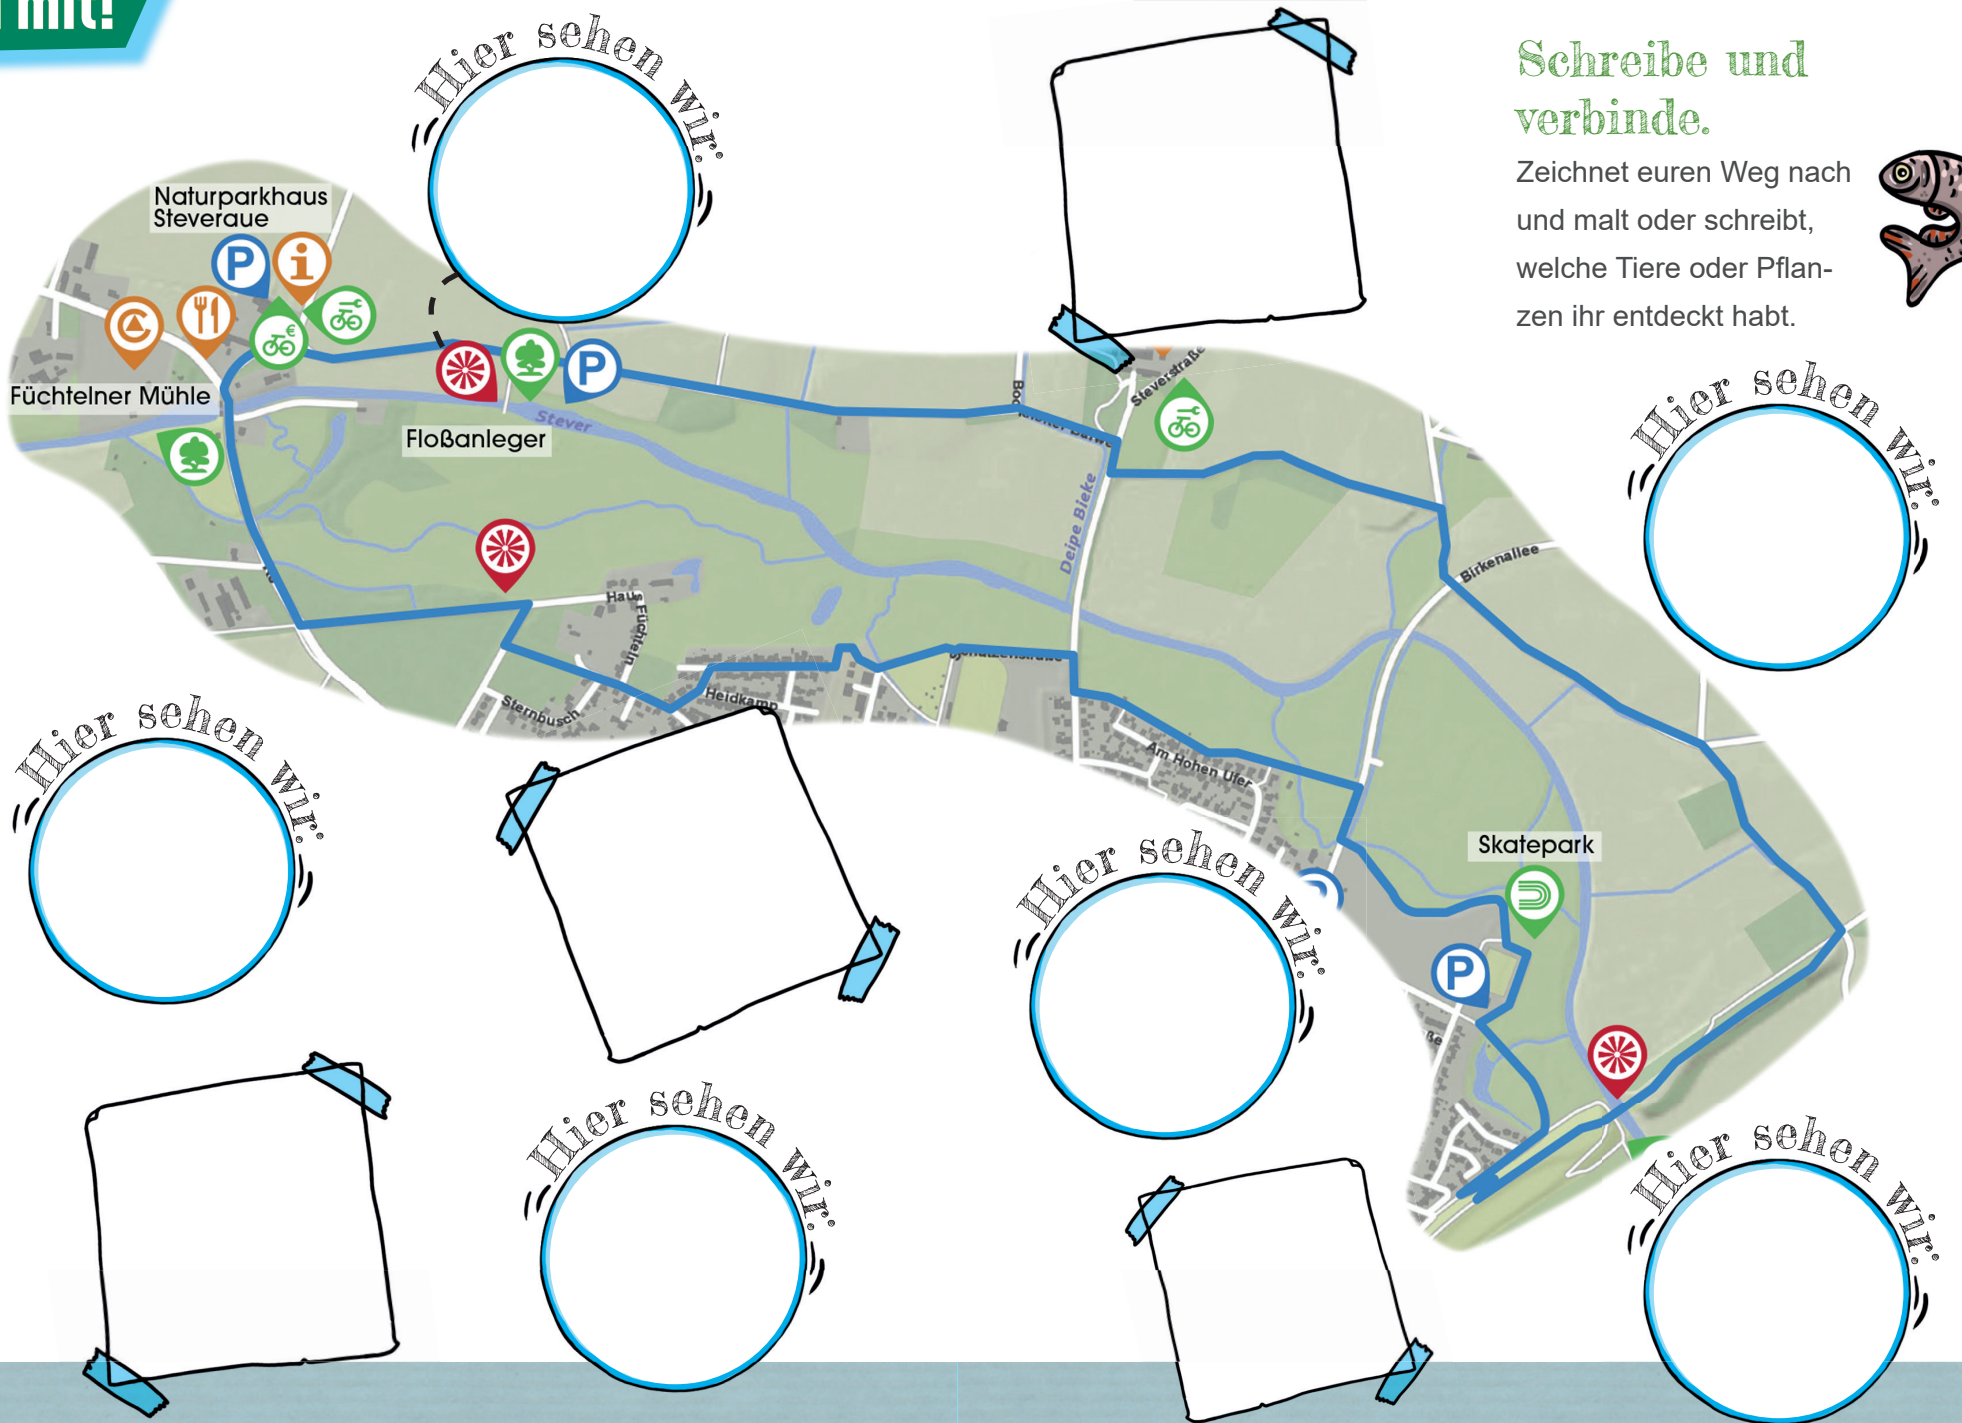 mit!
Hier sehen wir:
Schreibe und
verbinde.
Zeichnet euren Weg nach
und malt oder schreibt,
welche Tiere oder Pflan-
zen ihr entdeckt habt.
Naturparkhaus
Steveraue
P
i
€
Füchtelner Mühle
P
Floßanleger
Stever
Steverstraße
Deipe Bieke
Birkenallee
Hier sehen wir:
Haus Füchteln
Sternbusch
Heidkamp
Am Hohen Ufer
Hier sehen wir:
Skatepark
Hier sehen wir:
P
Hier sehen wir:
Hier sehen wir: